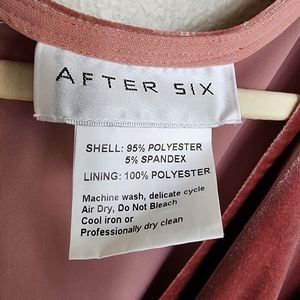 AFTER SIX
SHELL: 95% POLYESTER
5% SPANDEX
LINING: 100% POLYESTER
Machine wash, delicate cycle
Air Dry, Do Not Bleach
Cool iron or
Professionally dry clean